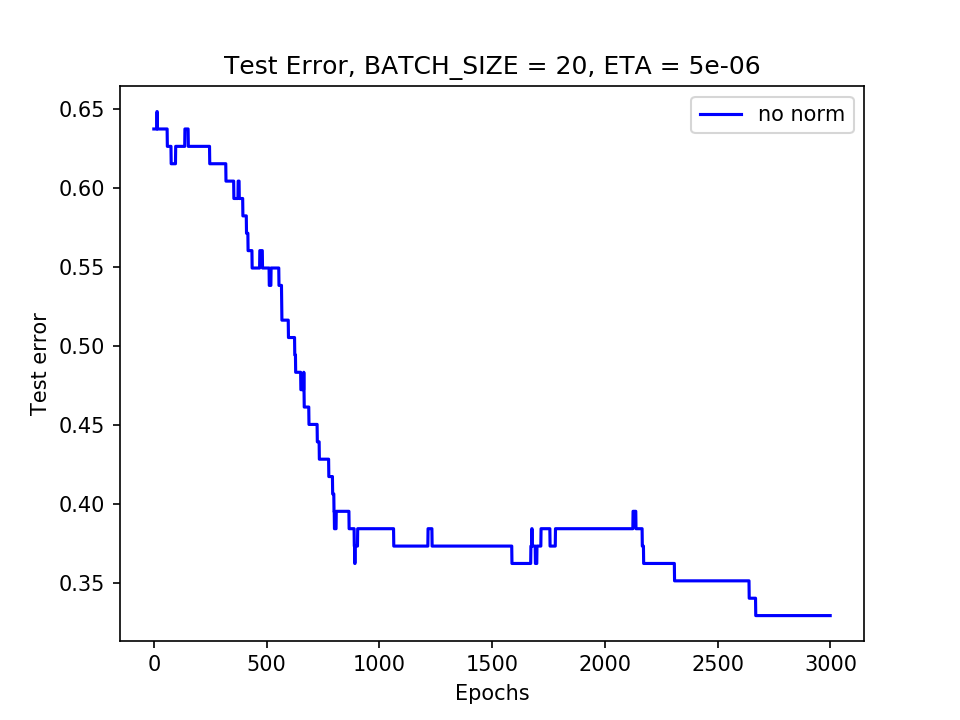 Test Error, BATCH_SIZE = 20, ETA = 5e-06
no norm
0.65
0.60
0.55
0.50
0.45
0.40
0.35
Test error
0 500 1000 1500 2000 2500 3000
Epochs